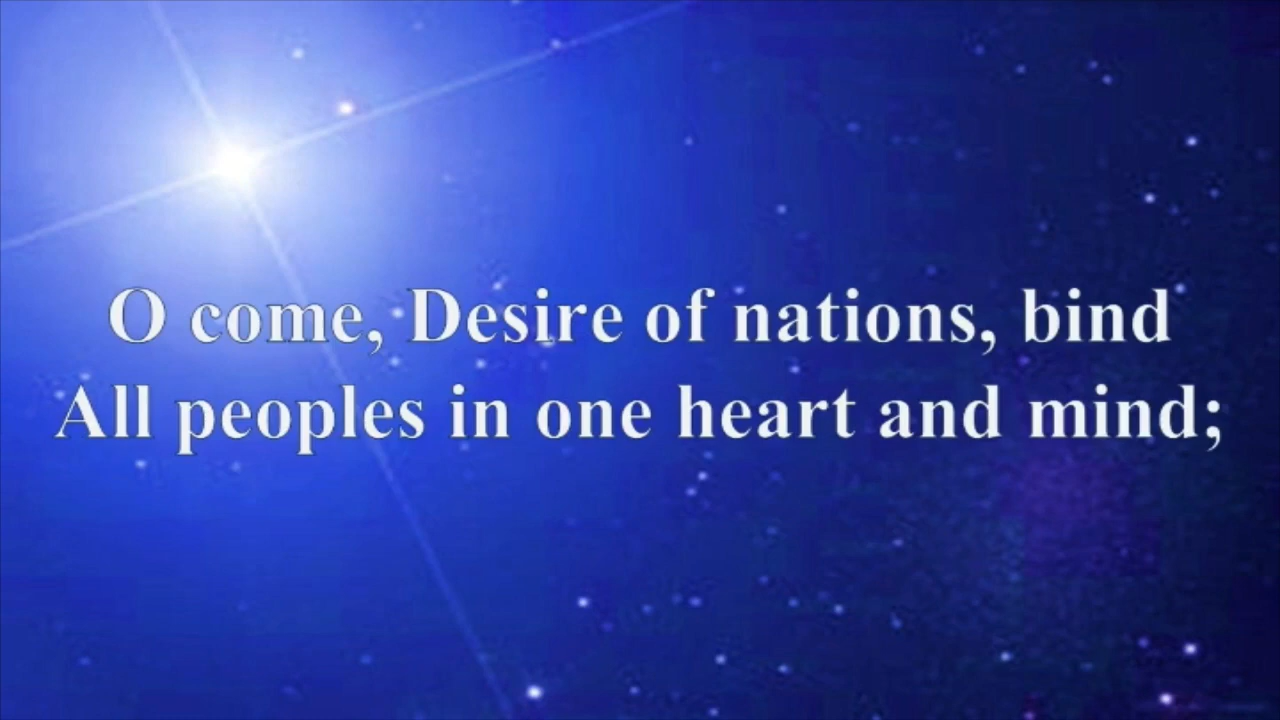 O come, Desire of nations, bind
All peoples in one heart and mind;